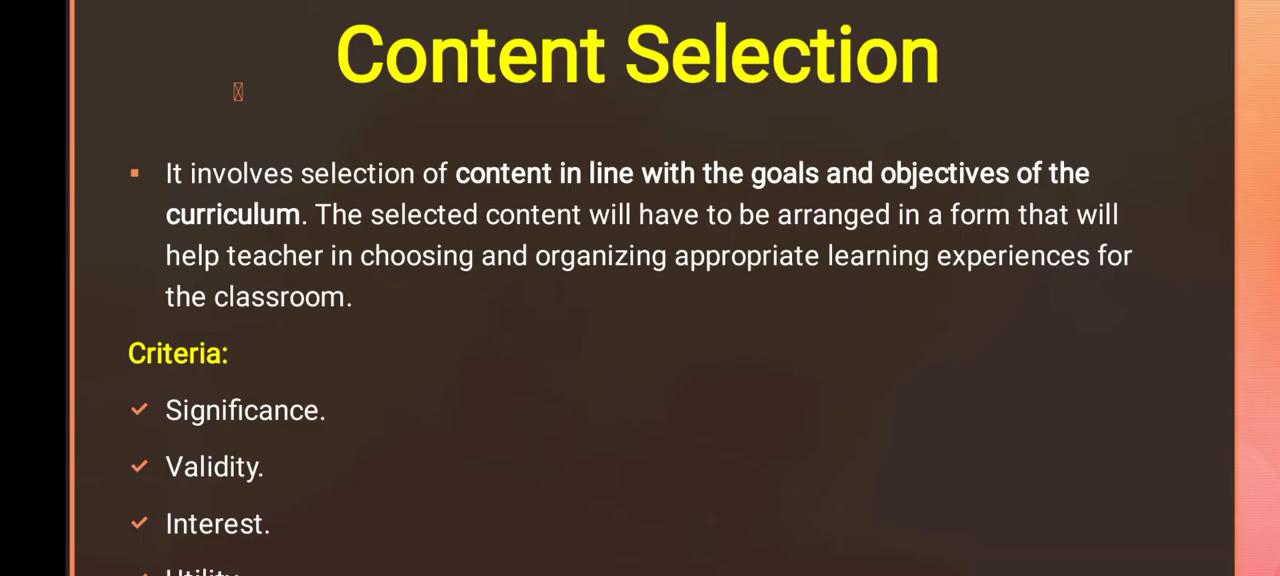 Content Selection
It involves selection of content in line with the goals and objectives of the
curriculum. The selected content will have to be arranged in a form that will
help teacher in choosing and organizing appropriate learning experiences for
the classroom.
Criteria:
Significance.
Validity.
Interest.
Utility